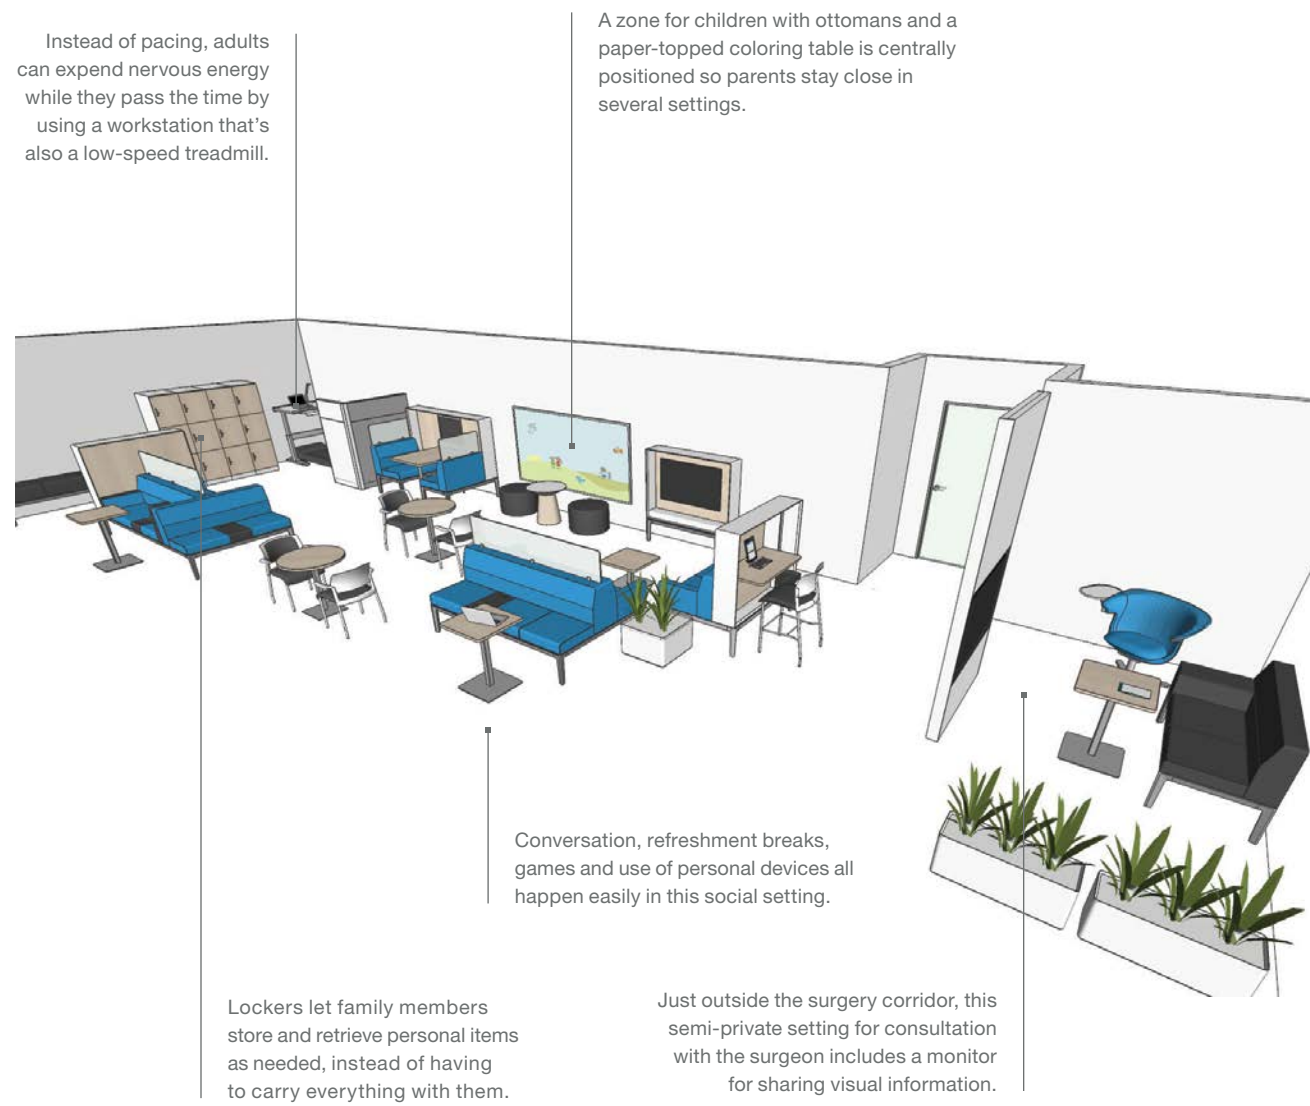 Instead of pacing, adults
can expend nervous energy
while they pass the time by
using a workstation that’s
also a low-speed treadmill.
A zone for children with ottomans and a
paper-topped coloring table is centrally
positioned so parents stay close in
several settings.
Conversation, refreshment breaks,
games and use of personal devices all
happen easily in this social setting.
Lockers let family members
store and retrieve personal items
as needed, instead of having
to carry everything with them.
Just outside the surgery corridor, this
semi-private setting for consultation
with the surgeon includes a monitor
for sharing visual information.